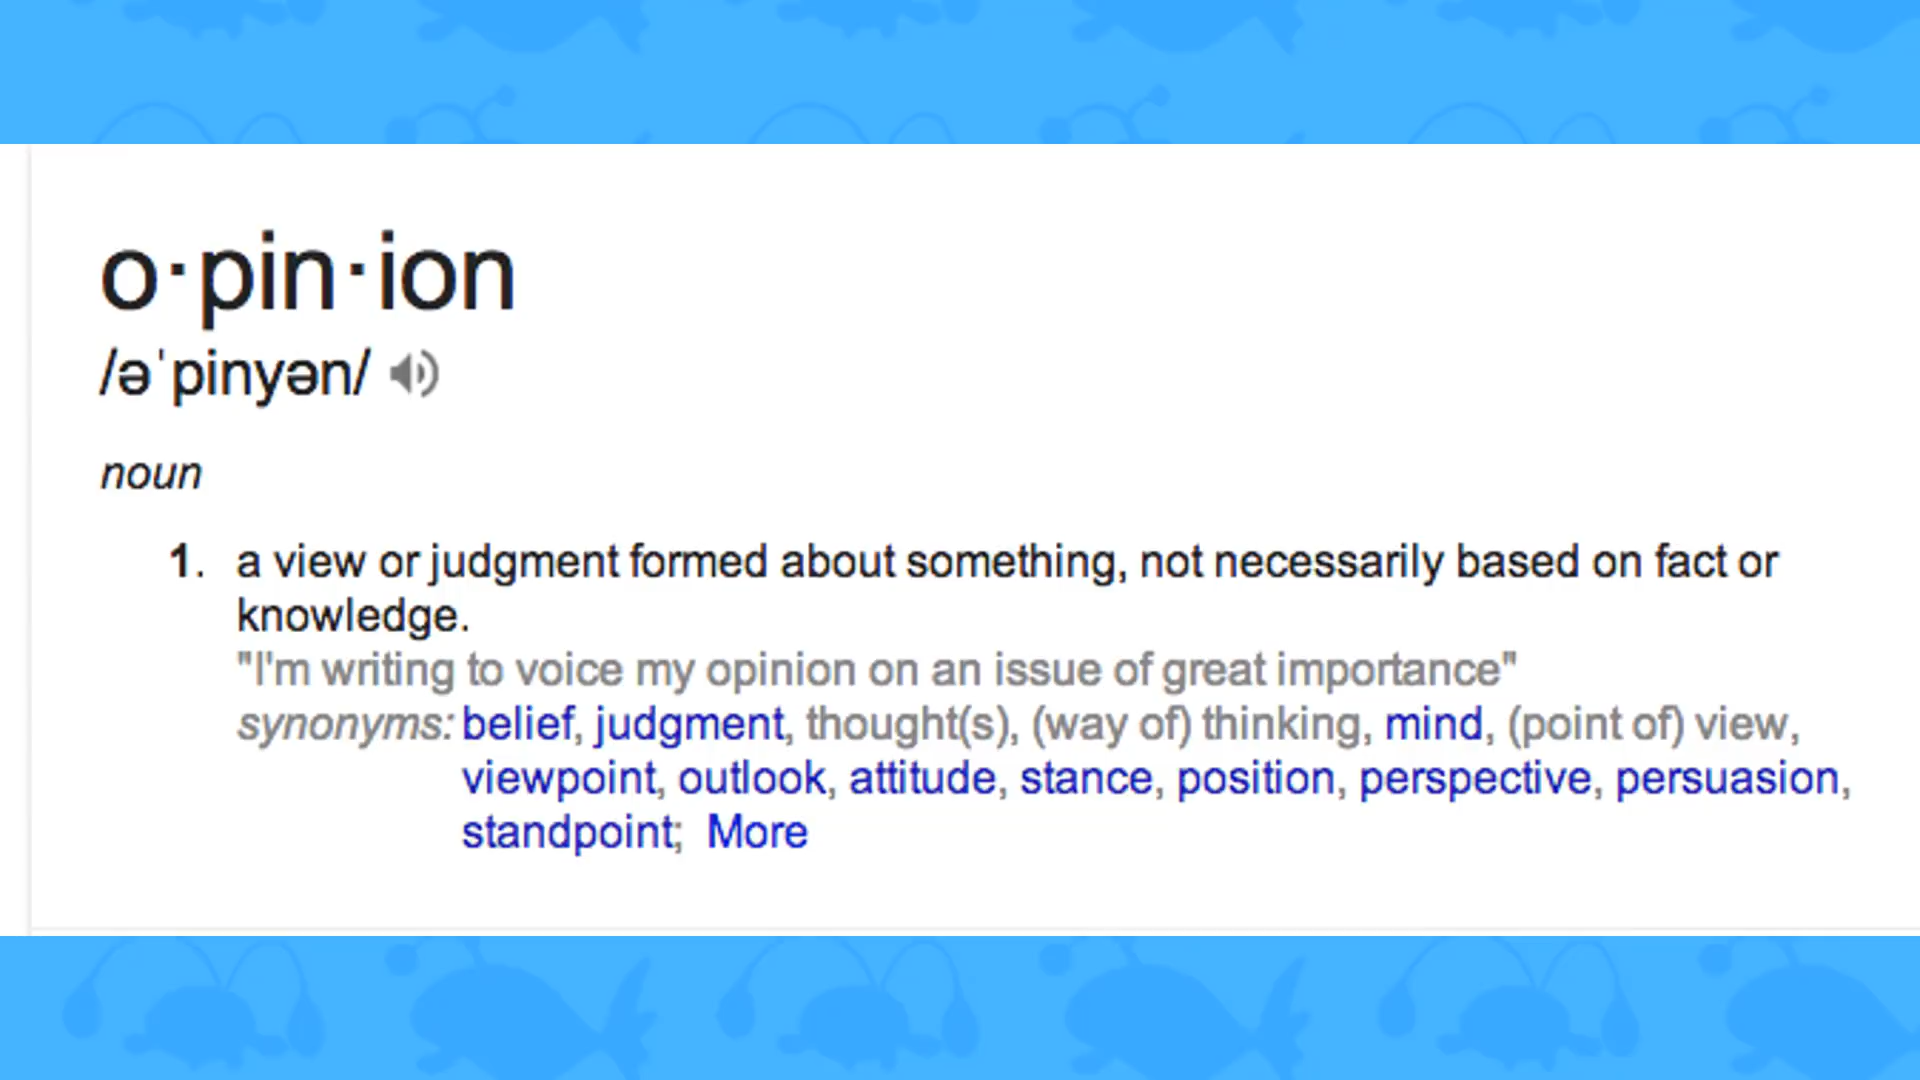 o·pin·ion
/əˈpinyən/
noun
1. a view or judgment formed about something, not necessarily based on fact or
knowledge.
"I'm writing to voice my opinion on an issue of great importance"
synonyms: belief, judgment, thought(s), (way of) thinking, mind, (point of) view,
viewpoint, outlook, attitude, stance, position, perspective, persuasion,
standpoint; More